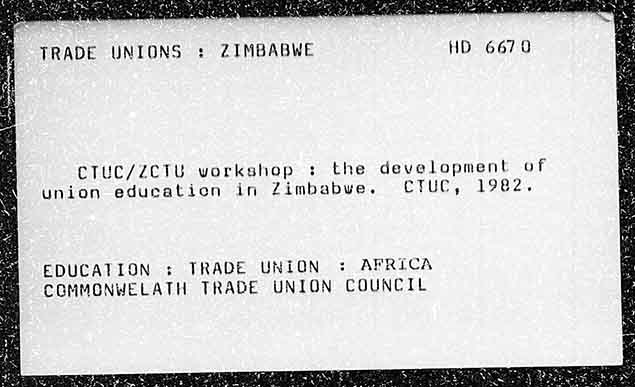 TRADE UNIONS : ZIMBABWE HD 6670
CTUC/ZCTU workshop : the development of
union education in Zimbabwe. CTUC, 1982.
EDUCATION : TRADE UNION : AFRICA
COMMONWELATH TRADE UNION COUNCIL